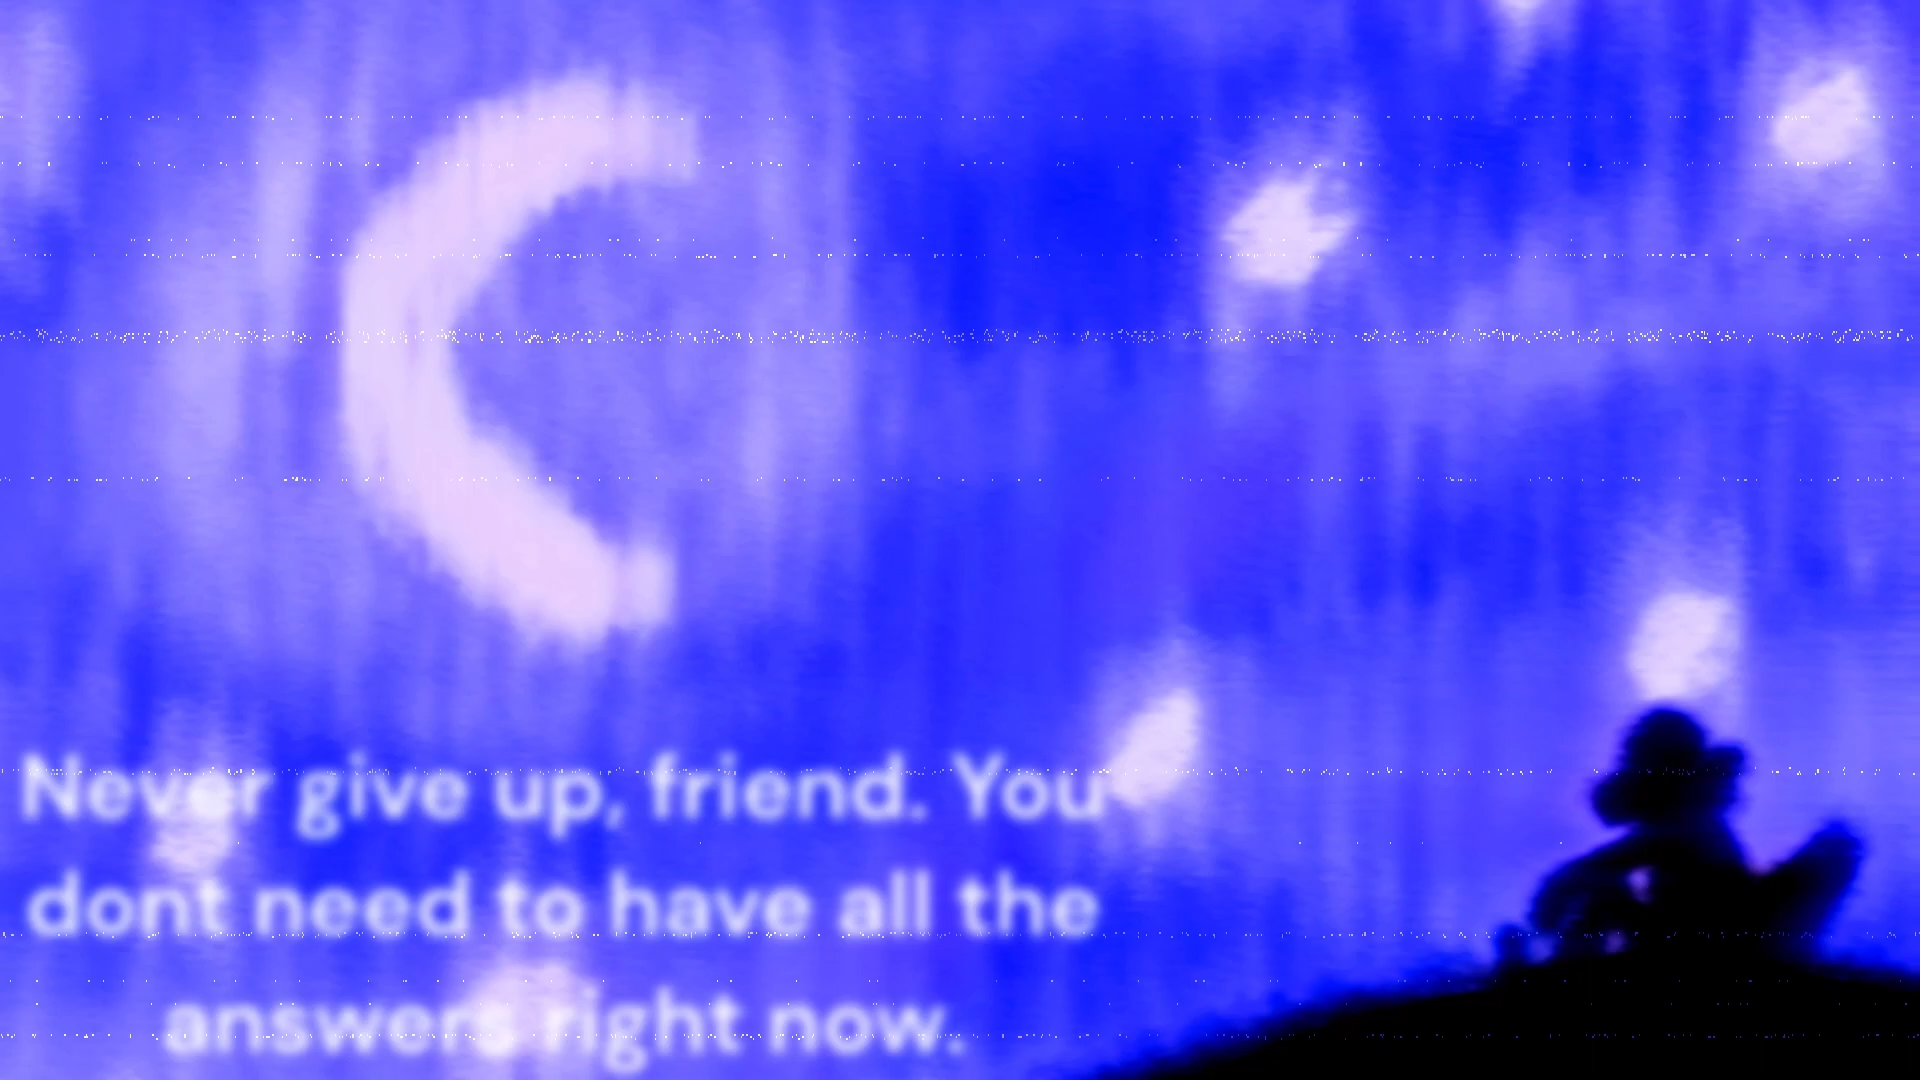 Never give up, friend. You
dont need to have all the
answers right now.